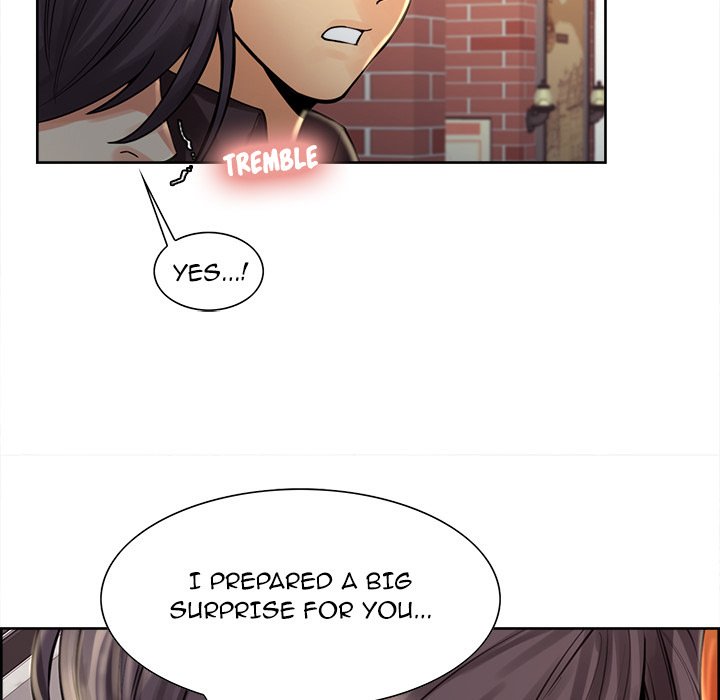 TREMBLE
YES...!
I PREPARED A BIG
SURPRISE FOR YOU...